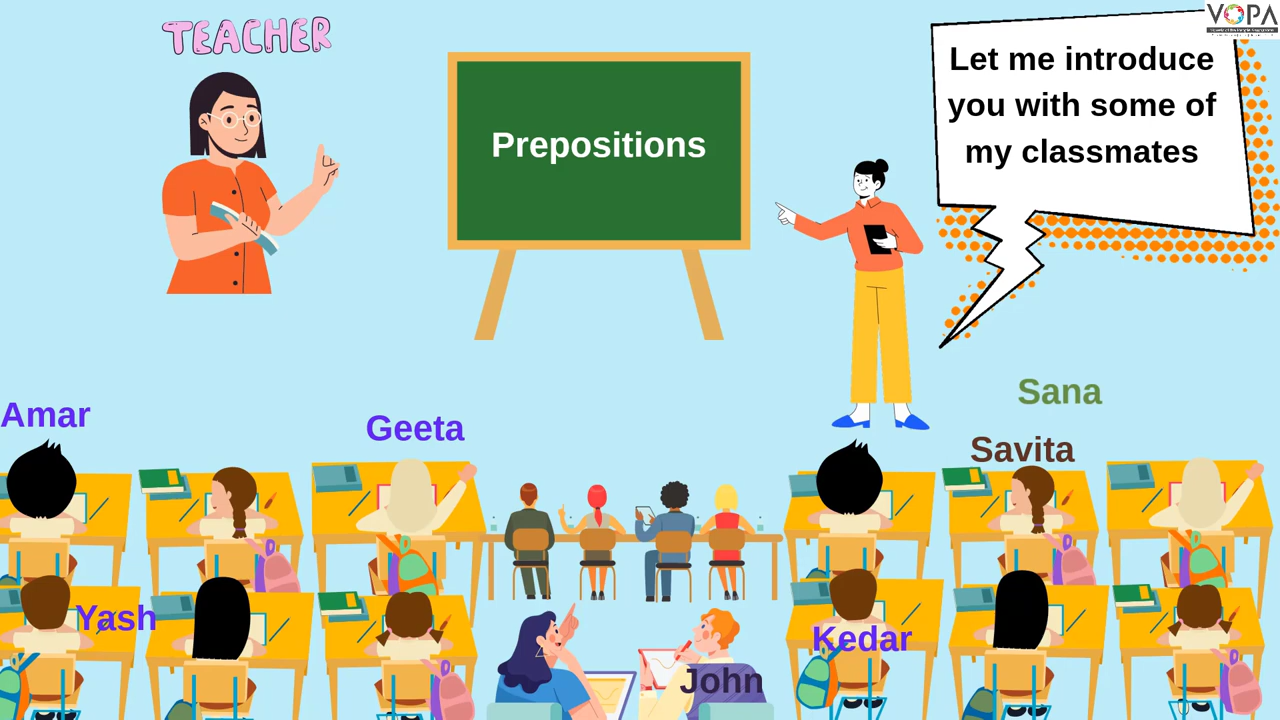 TEACHER
VOPA
Let me introduce
you with some of
my classmates
Prepositions
Sana
Amar
Geeta
Savita
Yash
Kedar
John